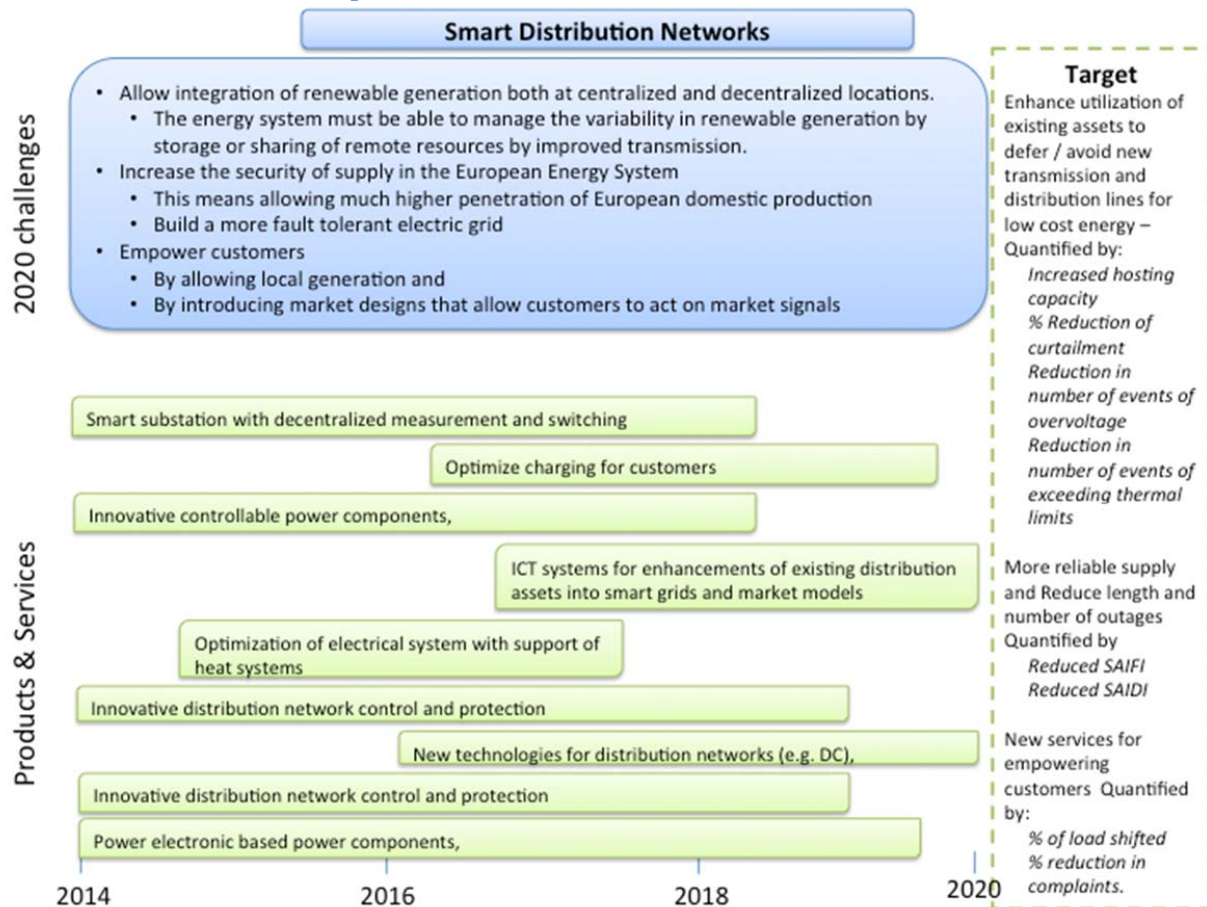 Smart Distribution Networks
2020 challenges
• Allow integration of renewable generation both at centralized and decentralized locations.
• The energy system must be able to manage the variability in renewable generation by
storage or sharing of remote resources by improved transmission.
• Increase the security of supply in the European Energy System
• This means allowing much higher penetration of European domestic production
• Build a more fault tolerant electric grid
• Empower customers
• By allowing local generation and
• By introducing market designs that allow customers to act on market signals
Products & Services
Smart substation with decentralized measurement and switching
Optimize charging for customers
Innovative controllable power components,
ICT systems for enhancements of existing distribution
assets into smart grids and market models
Optimization of electrical system with support of
heat systems
Innovative distribution network control and protection
New technologies for distribution networks (e.g. DC),
Innovative distribution network control and protection
Power electronic based power components,
2014
2016
2018
2020
Target
Enhance utilization of
existing assets to
defer / avoid new
transmission and
distribution lines for
low cost energy –
Quantified by:
Increased hosting
capacity
% Reduction of
curtailment
Reduction in
number of events of
overvoltage
Reduction in
number of events of
exceeding thermal
limits
More reliable supply
and Reduce length and
number of outages
Quantified by
Reduced SAIFI
Reduced SAIDI
New services for
empowering
customers Quantified
by:
% of load shifted
% reduction in
complaints.